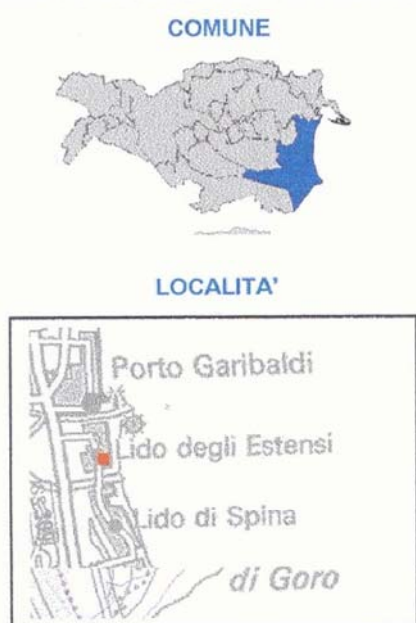 COMUNE
LOCALITA'
Porto Garibaldi
Lido degli Estensi
Lido di Spina
di Goro